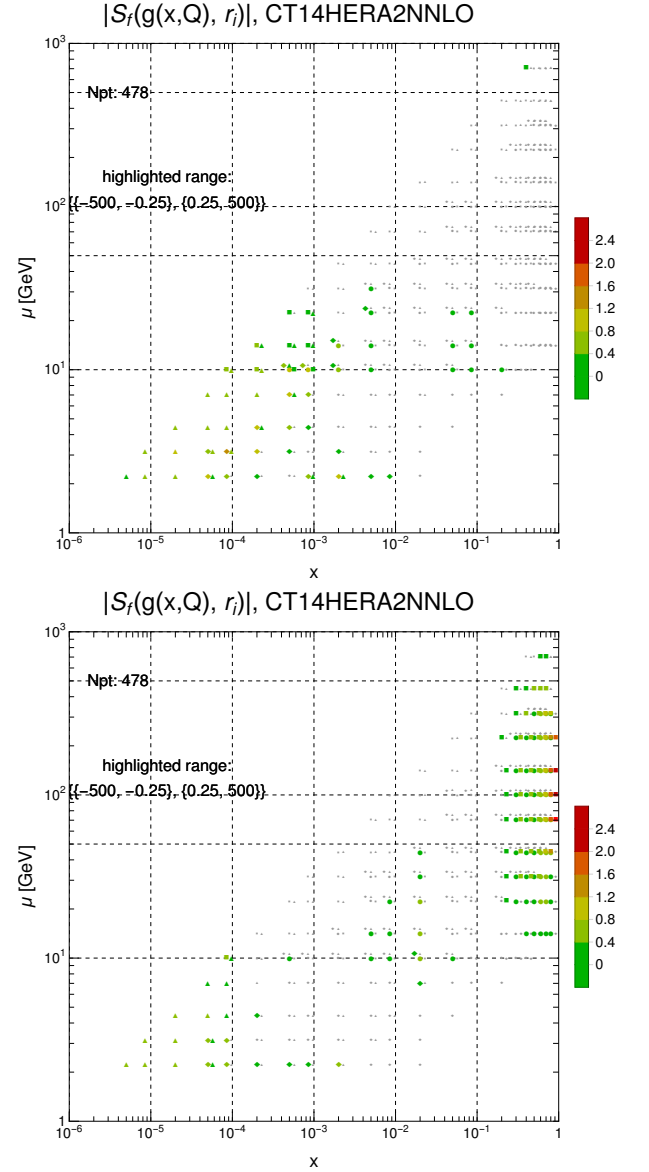 |S_f(g(x,Q), r_i)|, CT14HERA2NNLO
10^3
Npt: 478
highlighted range:
{{−500, −0.25}, {0.25, 500}}
10^2
μ [GeV]
10^1
1
2.4
2.0
1.6
1.2
0.8
0.4
0
10^−6 10^−5 10^−4 10^−3 10^−2 10^−1 1
x
|S_f(g(x,Q), r_i)|, CT14HERA2NNLO
10^3
Npt: 478
highlighted range:
{{−500, −0.25}, {0.25, 500}}
10^2
μ [GeV]
10^1
1
2.4
2.0
1.6
1.2
0.8
0.4
0
10^−6 10^−5 10^−4 10^−3 10^−2 10^−1 1
x